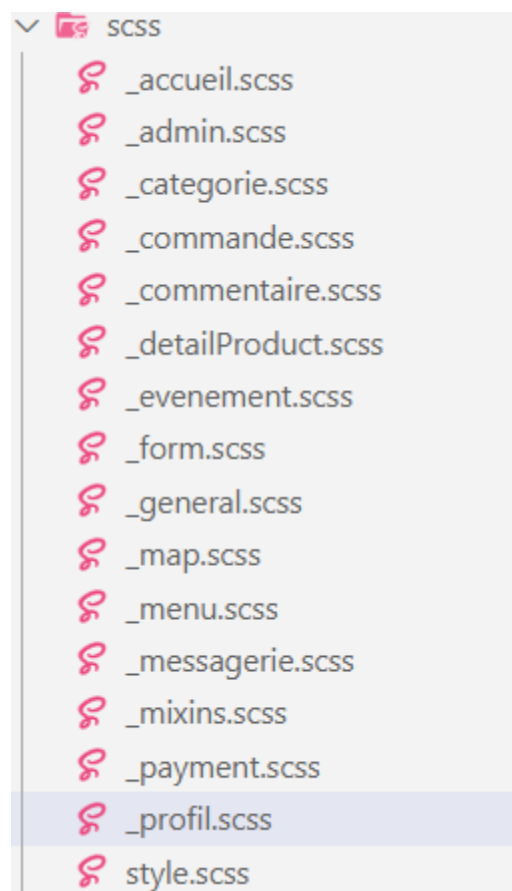 scss
_accueil.scss
_admin.scss
_categorie.scss
_commande.scss
_commentaire.scss
_detailProduct.scss
_evenement.scss
_form.scss
_general.scss
_map.scss
_menu.scss
_messagerie.scss
_mixins.scss
_payment.scss
_profil.scss
style.scss